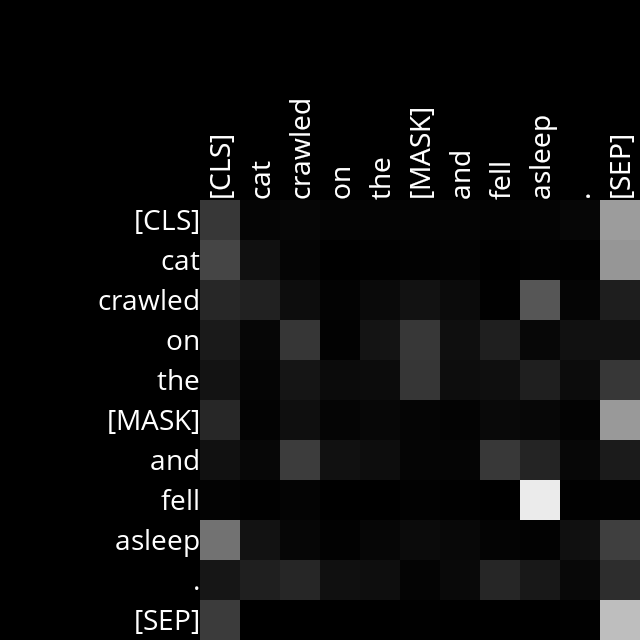 [CLS] cat crawled on the [MASK] and fell asleep . [SEP]
[CLS]
cat
crawled
on
the
[MASK]
and
fell
asleep
.
[SEP]